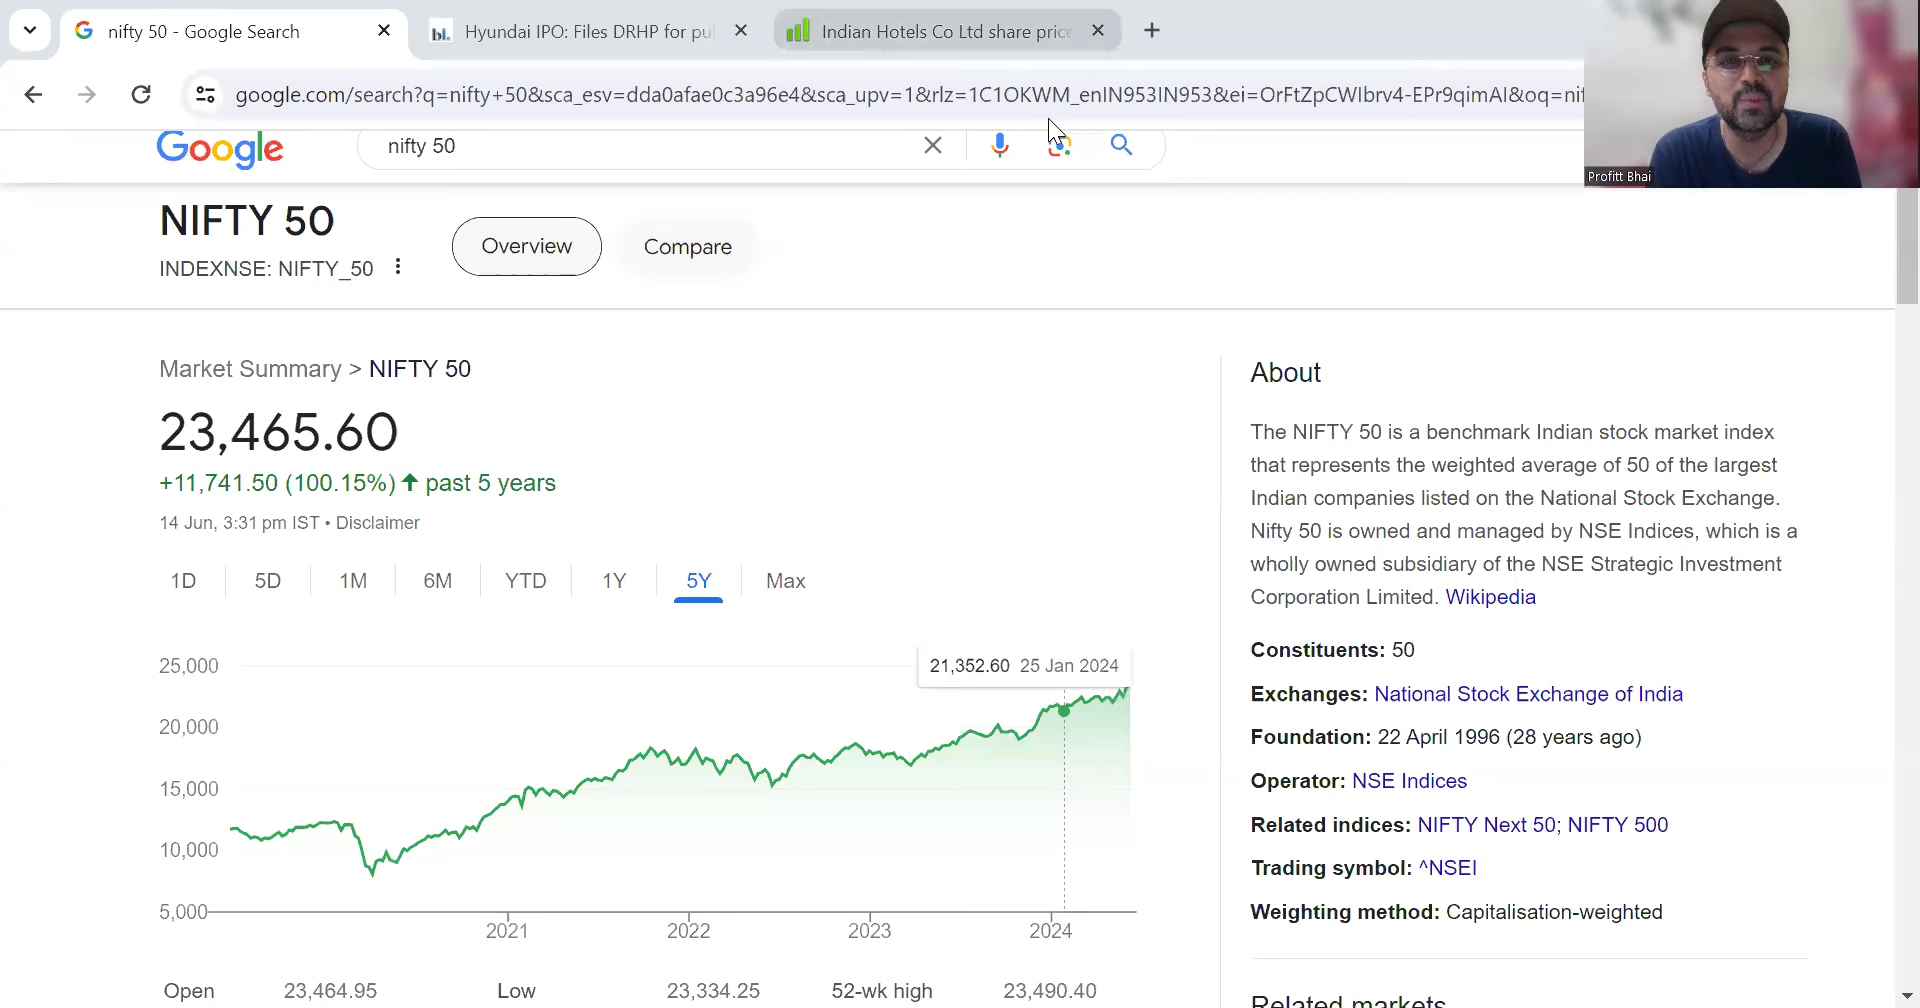 nifty 50 - Google Search
Hyundai IPO: Files DRHP for pu
Indian Hotels Co Ltd share price
google.com/search?q=nifty+50&sca_esv=dda0afae0c3a96e4&sca_upv=1&rlz=1C1OKWM_enIN953IN953&ei=OrFtZpCWIbrv4-EPr9qimAI&oq=nif
Google
nifty 50
Profitt Bhai
NIFTY 50
INDEXNSE: NIFTY_50
Overview
Compare
Market Summary > NIFTY 50
23,465.60
+11,741.50 (100.15%) past 5 years
14 Jun, 3:31 pm IST • Disclaimer
1D 5D 1M 6M YTD 1Y 5Y Max
21,352.60 25 Jan 2024
25,000
20,000
15,000
10,000
5,000
2021 2022 2023 2024
Open 23,464.95 Low 23,334.25 52-wk high 23,490.40
About
The NIFTY 50 is a benchmark Indian stock market index
that represents the weighted average of 50 of the largest
Indian companies listed on the National Stock Exchange.
Nifty 50 is owned and managed by NSE Indices, which is a
wholly owned subsidiary of the NSE Strategic Investment
Corporation Limited. Wikipedia
Constituents: 50
Exchanges: National Stock Exchange of India
Foundation: 22 April 1996 (28 years ago)
Operator: NSE Indices
Related indices: NIFTY Next 50; NIFTY 500
Trading symbol: ^NSEI
Weighting method: Capitalisation-weighted
Related markets